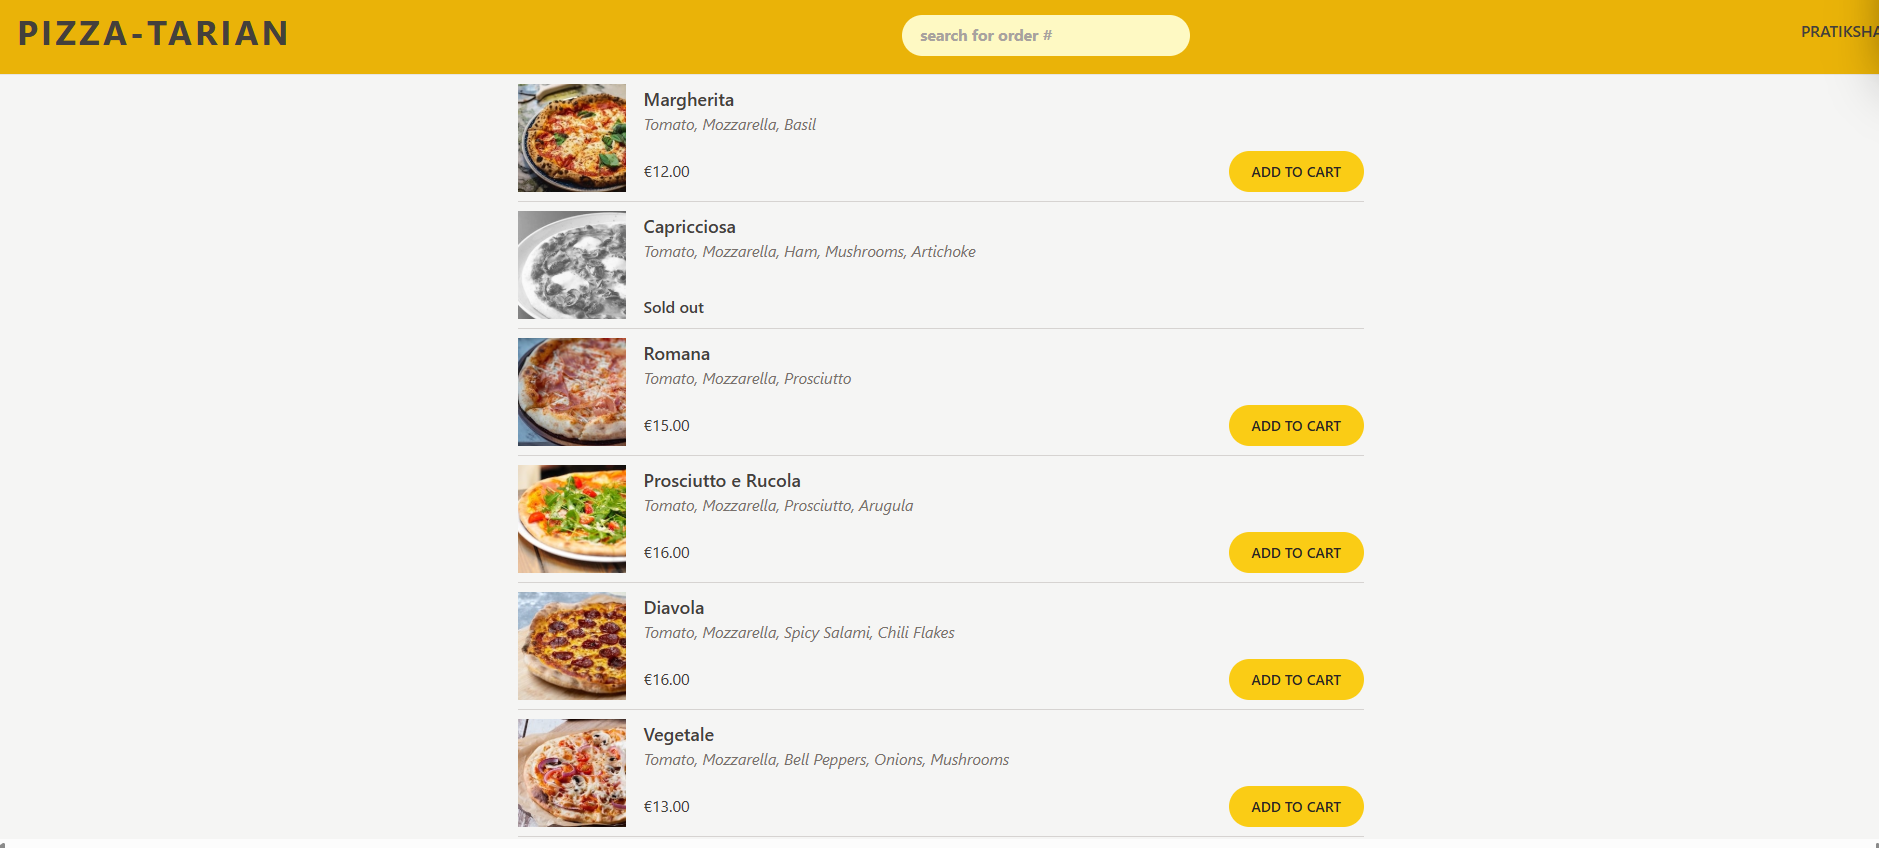 PIZZA-TARIAN
search for order #
PRATIKSHA
Margherita
Tomato, Mozzarella, Basil
€12.00
ADD TO CART
Capricciosa
Tomato, Mozzarella, Ham, Mushrooms, Artichoke
Sold out
Romana
Tomato, Mozzarella, Prosciutto
€15.00
ADD TO CART
Prosciutto e Rucola
Tomato, Mozzarella, Prosciutto, Arugula
€16.00
ADD TO CART
Diavola
Tomato, Mozzarella, Spicy Salami, Chili Flakes
€16.00
ADD TO CART
Vegetale
Tomato, Mozzarella, Bell Peppers, Onions, Mushrooms
€13.00
ADD TO CART